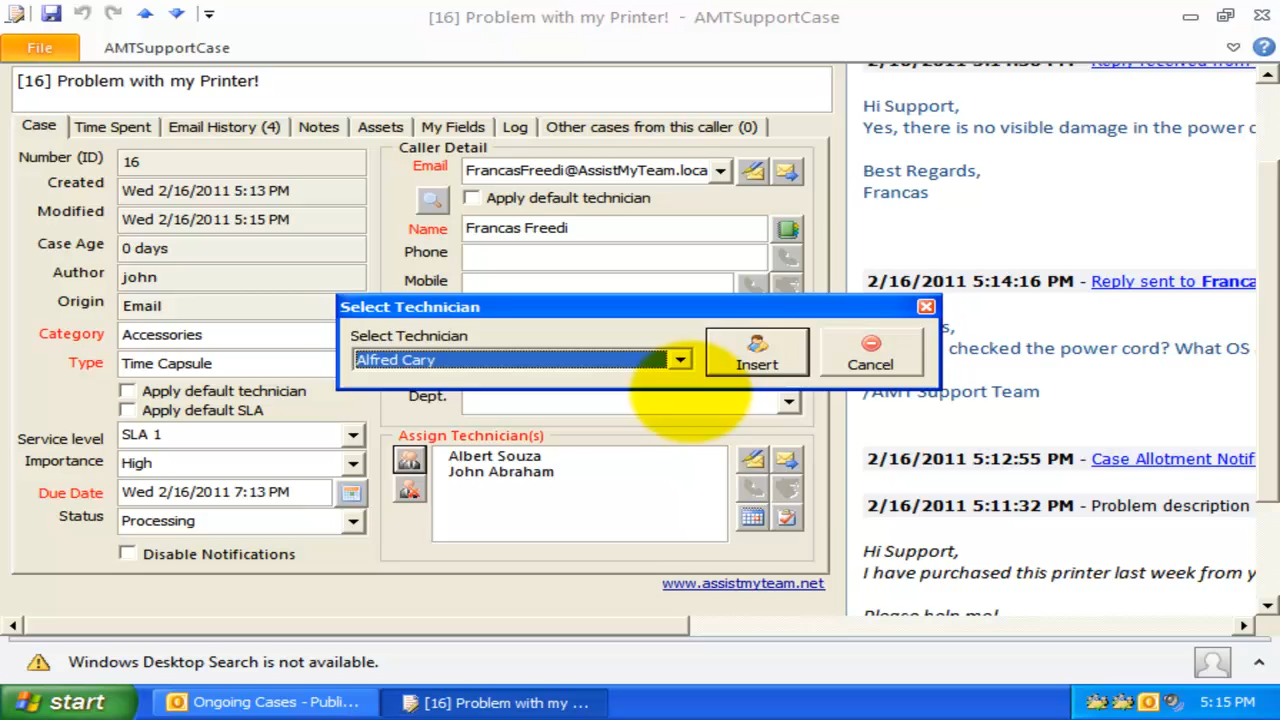 [16] Problem with my Printer! - AMTSupportCase
File
AMTSupportCase
[16] Problem with my Printer!
Case
Time Spent
Email History (4)
Notes
Assets
My Fields
Log
Other cases from this caller (0)
Number (ID)
16
Created
Wed 2/16/2011 5:13 PM
Modified
Wed 2/16/2011 5:15 PM
Case Age
0 days
Author
john
Origin
Email
Category
Accessories
Type
Time Capsule
Apply default technician
Apply default SLA
Service level
SLA 1
Importance
High
Due Date
Wed 2/16/2011 7:13 PM
Status
Processing
Disable Notifications
Caller Detail
Email
FrancasFreedi@AssistMyTeam.loca
Apply default technician
Name
Francas Freedi
Phone
Mobile
Select Technician
Select Technician
Alfred Cary
Insert
Cancel
Dept.
Assign Technician(s)
Albert Souza
John Abraham
www.assistmyteam.net
Hi Support,
Yes, there is no visible damage in the power c
Best Regards,
Francas
2/16/2011 5:14:16 PM - Reply sent to Franca
s,
checked the power cord? What OS
/AMT Support Team
2/16/2011 5:12:55 PM - Case Allotment Notif
2/16/2011 5:11:32 PM - Problem description
Hi Support,
I have purchased this printer last week from y
Please help me!
Windows Desktop Search is not available.
start
Ongoing Cases - Publi...
[16] Problem with my ...
5:15 PM